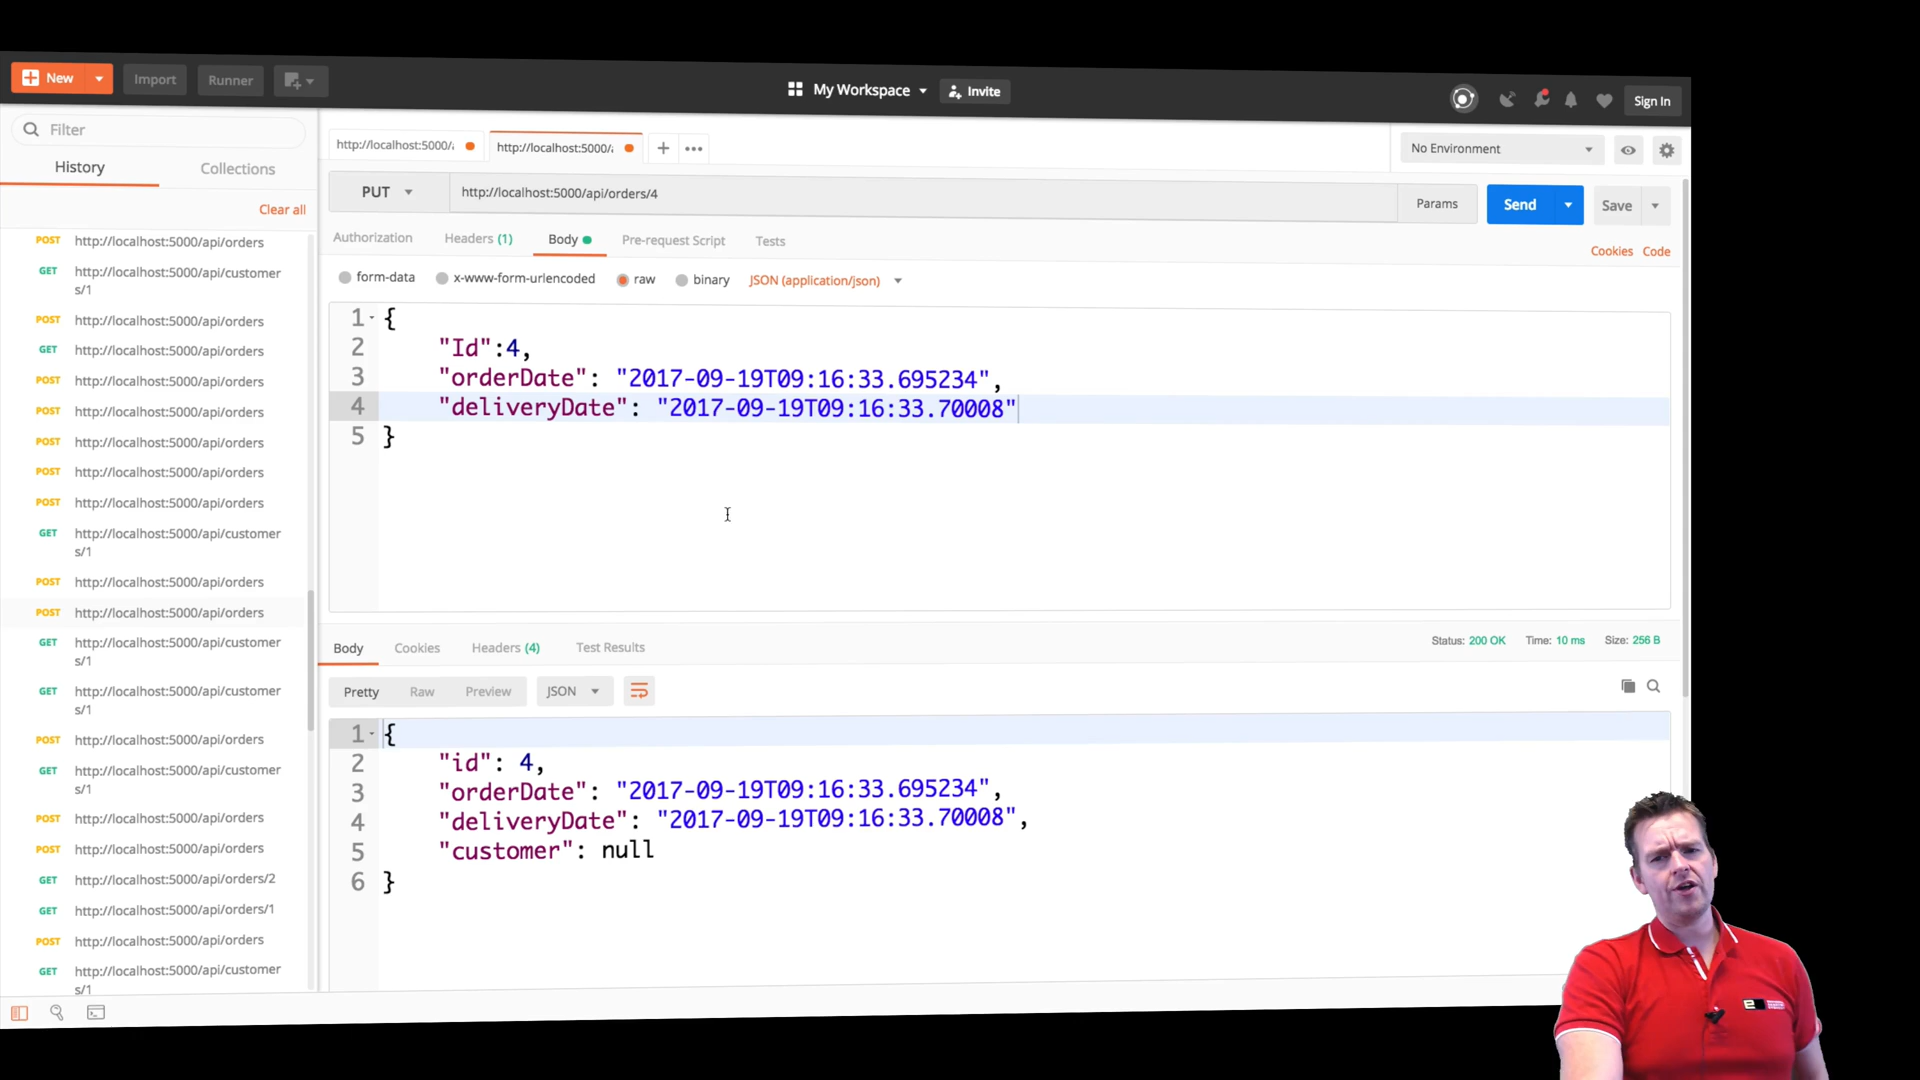 New
Import
Runner
My Workspace
Invite
Sign In
Filter
History
Collections
Clear all
POST http://localhost:5000/api/orders
GET http://localhost:5000/api/customer
s/1
POST http://localhost:5000/api/orders
GET http://localhost:5000/api/orders
POST http://localhost:5000/api/orders
POST http://localhost:5000/api/orders
POST http://localhost:5000/api/orders
POST http://localhost:5000/api/orders
POST http://localhost:5000/api/orders
GET http://localhost:5000/api/customer
s/1
POST http://localhost:5000/api/orders
POST http://localhost:5000/api/orders
GET http://localhost:5000/api/customer
s/1
GET http://localhost:5000/api/customer
s/1
POST http://localhost:5000/api/orders
GET http://localhost:5000/api/customer
s/1
POST http://localhost:5000/api/orders
POST http://localhost:5000/api/orders
GET http://localhost:5000/api/orders/2
GET http://localhost:5000/api/orders/1
POST http://localhost:5000/api/orders
GET http://localhost:5000/api/customer
s/1
http://localhost:5000/
http://localhost:5000/
No Environment
PUT http://localhost:5000/api/orders/4
Params
Send
Save
Authorization
Headers (1)
Body
Pre-request Script
Tests
Cookies
Code
form-data
x-www-form-urlencoded
raw
binary
JSON (application/json)
1 {
2 "Id":4,
3 "orderDate": "2017-09-19T09:16:33.695234",
4 "deliveryDate": "2017-09-19T09:16:33.70008"
5 }
Body
Cookies
Headers (4)
Test Results
Status: 200 OK
Time: 10 ms
Size: 256 B
Pretty
Raw
Preview
JSON
1 {
2 "id": 4,
3 "orderDate": "2017-09-19T09:16:33.695234",
4 "deliveryDate": "2017-09-19T09:16:33.70008",
5 "customer": null
6 }